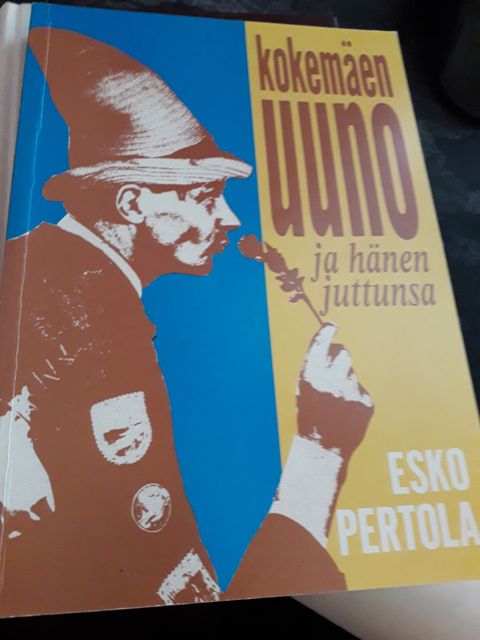 kokemäen
uuno
ja hänen
juttunsa
ESKO
PERTOLA